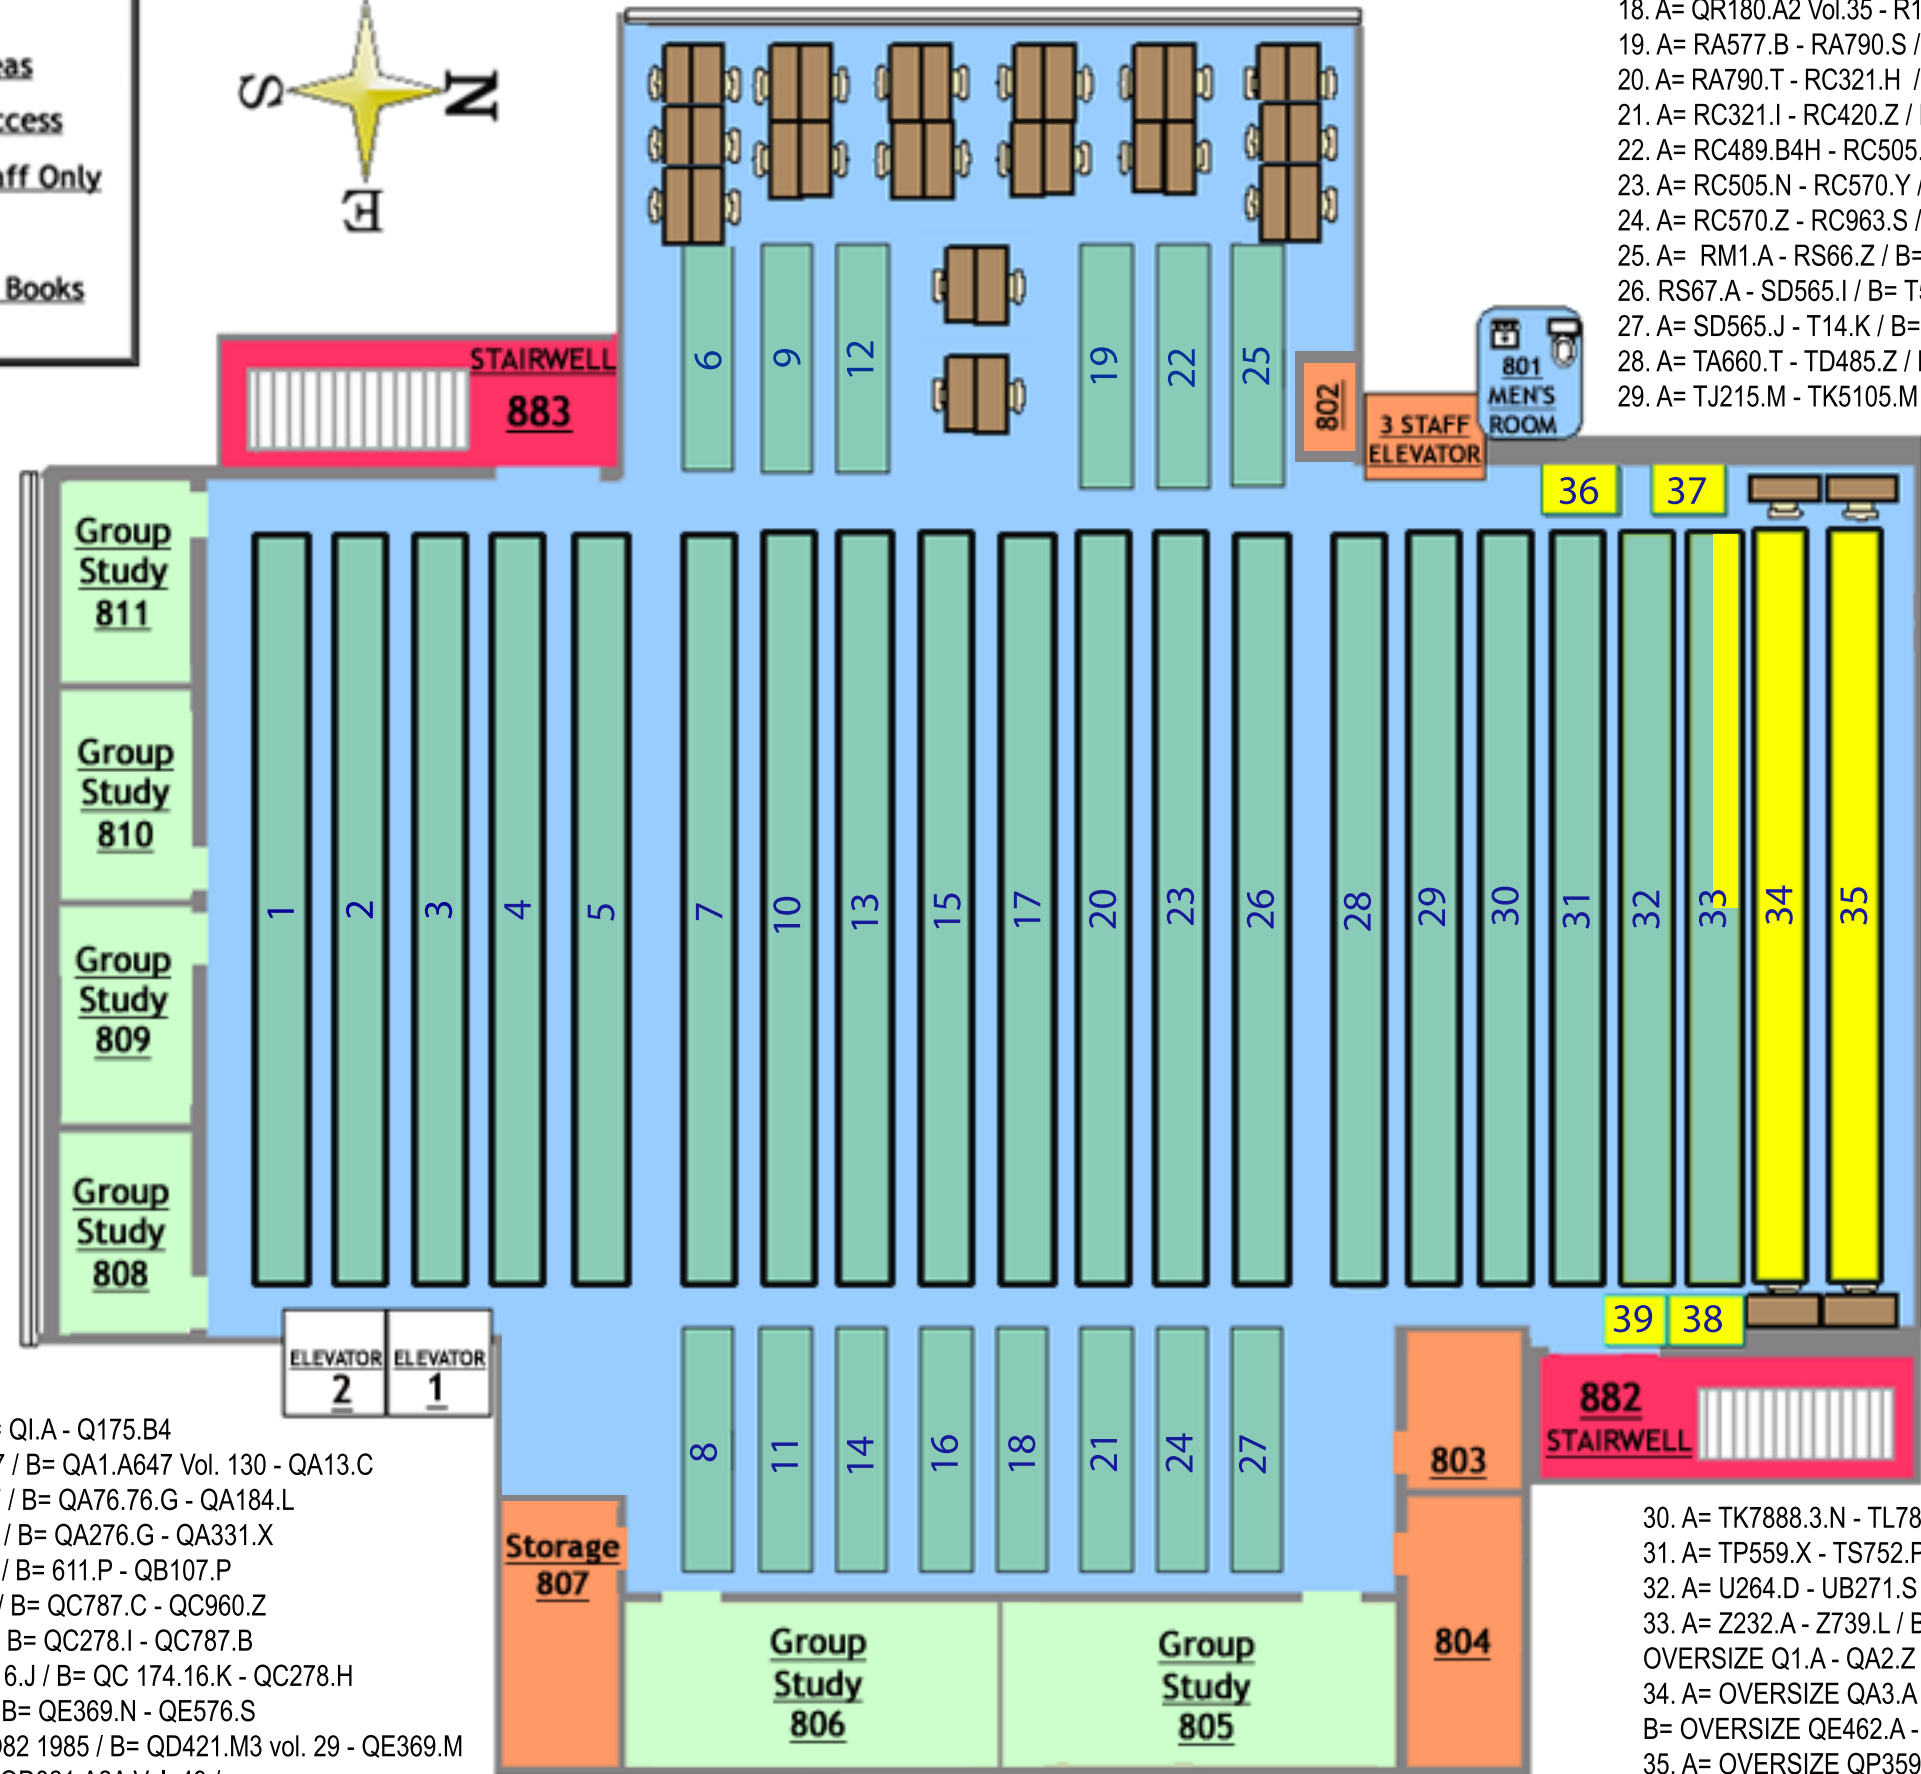 eas
ccess
aff Only
Books
S
N
E
18. A= QR180.A2 Vol.35 - R1
19. A= RA577.B - RA790.S /
20. A= RA790.T - RC321.H /
21. A= RC321.I - RC420.Z /
22. A= RC489.B4H - RC505.
23. A= RC505.N - RC570.Y /
24. A= RC570.Z - RC963.S /
25. A= RM1.A - RS66.Z / B=
26. RS67.A - SD565.I / B= T
27. A= SD565.J - T14.K / B=
28. A= TA660.T - TD485.Z /
29. A= TJ215.M - TK5105.M
STAIRWELL
883
6
9
12
19
22
25
802
3 STAFF
ELEVATOR
801
MEN'S
ROOM
36
37
Group
Study
811
Group
Study
810
Group
Study
809
Group
Study
808
1
2
3
4
5
7
10
13
15
17
20
23
26
28
29
30
31
32
33
34
35
39
38
ELEVATOR
2
ELEVATOR
1
8
11
14
16
18
21
24
27
803
804
882
STAIRWELL
Storage
807
Group
Study
806
Group
Study
805
QI.A - Q175.B4
7 / B= QA1.A647 Vol. 130 - QA13.C
/ B= QA76.76.G - QA184.L
/ B= QA276.G - QA331.X
/ B= 611.P - QB107.P
/ B= QC787.C - QC960.Z
B= QC278.I - QC787.B
6.J / B= QC 174.16.K - QC278.H
B= QE369.N - QE576.S
982 1985 / B= QD421.M3 vol. 29 - QE369.M
30. A= TK7888.3.N - TL78
31. A= TP559.X - TS752.P
32. A= U264.D - UB271.S
33. A= Z232.A - Z739.L / B
OVERSIZE Q1.A - QA2.Z
34. A= OVERSIZE QA3.A
B= OVERSIZE QE462.A -
35. A= OVERSIZE QP359